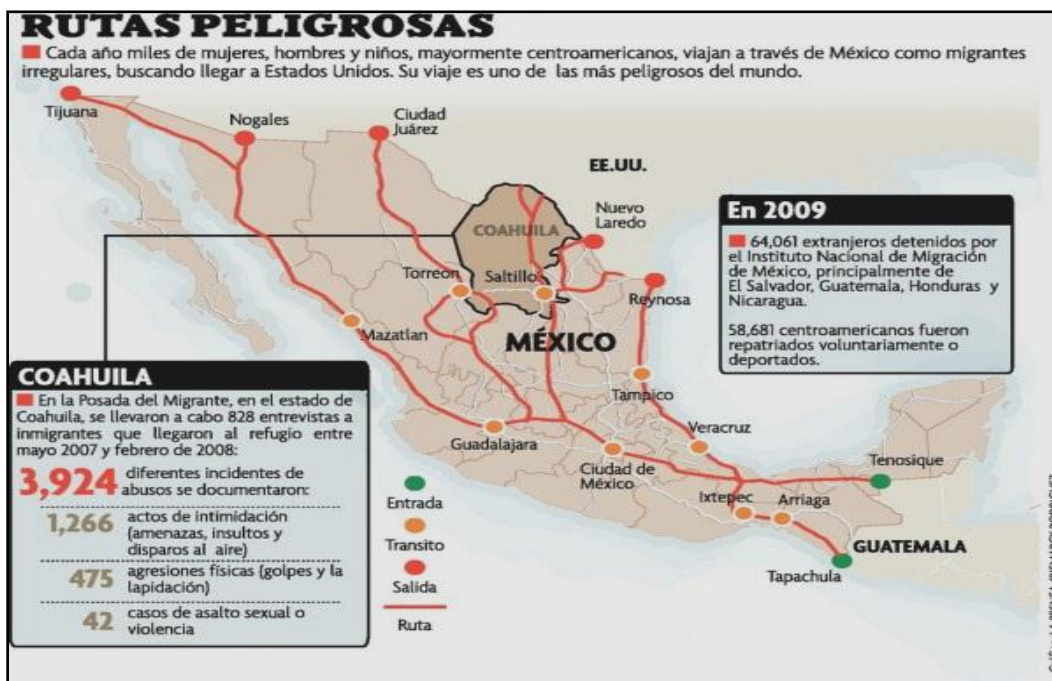 RUTAS PELIGROSAS
Cada año miles de mujeres, hombres y niños, mayormente centroamericanos, viajan a través de México como migrantes
irregulares, buscando llegar a Estados Unidos. Su viaje es uno de las más peligrosos del mundo.
Tijuana
Nogales
Ciudad
Juárez
EE.UU.
COAHUILA
Nuevo
Laredo
Torreon
Saltillo
Reynosa
Mazatlan
MÉXICO
Tampico
Guadalajara
Ciudad de
México
Veracruz
Ixtepec
Arriaga
Tenosique
GUATEMALA
Tapachula
En 2009
64,061 extranjeros detenidos por
el Instituto Nacional de Migración
de México, principalmente de
El Salvador, Guatemala, Honduras y
Nicaragua.
58,681 centroamericanos fueron
repatriados voluntariamente o
deportados.
COAHUILA
En la Posada del Migrante, en el estado de
Coahuila, se llevaron a cabo 828 entrevistas a
inmigrantes que llegaron al refugio entre
mayo 2007 y febrero de 2008:
3,924 diferentes incidentes de
abusos se documentaron:
1,266 actos de intimidación
(amenazas, insultos y
disparos al aire)
475 agresiones físicas (golpes y la
lapidación)
42 casos de asalto sexual o
violencia
Entrada
Transito
Salida
Ruta